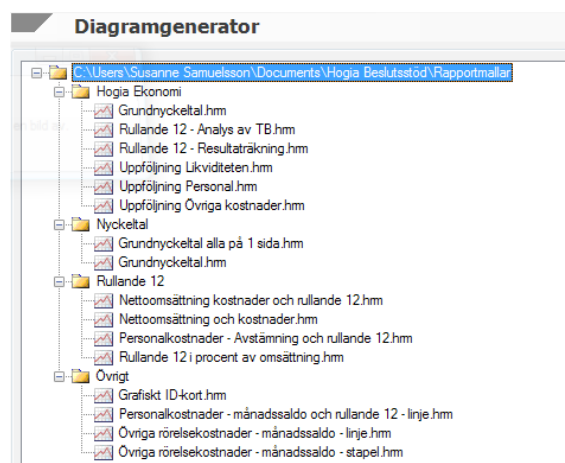 Diagramgenerator
C:\Users\Susanne Samuelsson\Documents\Hogia Beslutsstöd\Rapportmallar
Hogia Ekonomi
Grundnyckeltal.hrm
Rullande 12 - Analys av TB.hrm
Rullande 12 - Resultaträkning.hrm
Uppföljning Likviditeten.hrm
Uppföljning Personal.hrm
Uppföljning Övriga kostnader.hrm
Nyckeltal
Grundnyckeltal alla på 1 sida.hrm
Grundnyckeltal.hrm
Rullande 12
Nettoomsättning kostnader och rullande 12.hrm
Nettoomsättning och kostnader.hrm
Personalkostnader - Avstämning och rullande 12.hrm
Rullande 12 i procent av omsättning.hrm
Övrigt
Grafiskt ID-kort.hrm
Personalkostnader - månadssaldo och rullande 12 - linje.hrm
Övriga rörelsekostnader - månadssaldo - linje.hrm
Övriga rörelsekostnader - månadssaldo - stapel.hrm